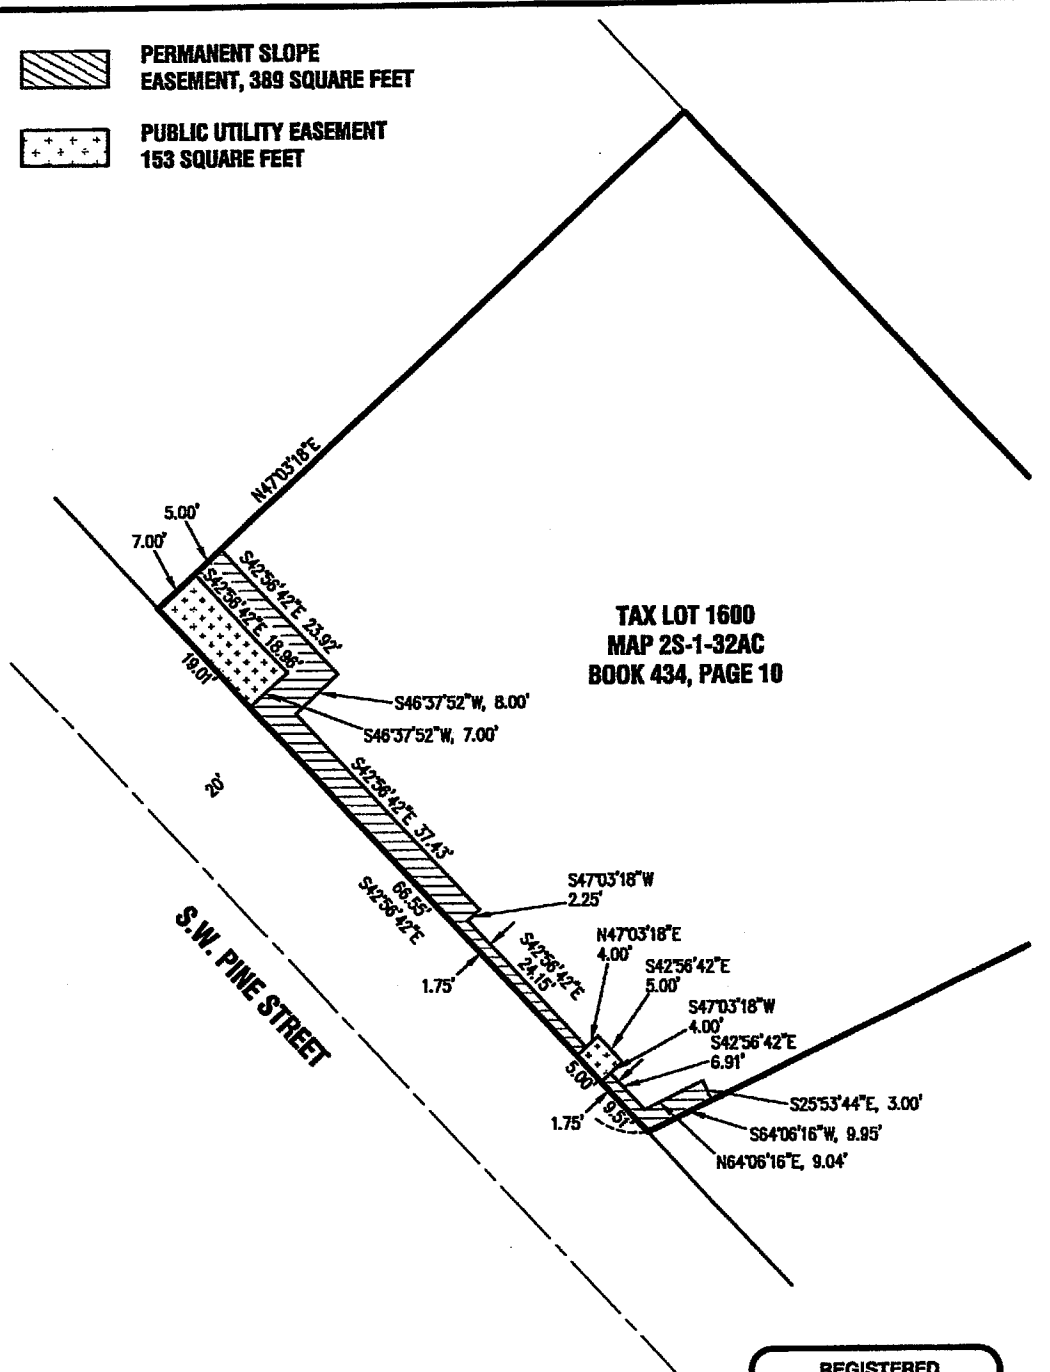 PERMANENT SLOPE
EASEMENT, 389 SQUARE FEET
PUBLIC UTILITY EASEMENT
153 SQUARE FEET
N47°03'18"E
5.00'
7.00'
S42°56'42"E 23.92'
S42°56'42"E 18.96'
19.01'
TAX LOT 1600
MAP 2S-1-32AC
BOOK 434, PAGE 10
S46°37'52"W, 8.00'
S46°37'52"W, 7.00'
20'
S42°56'42"E 37.43'
66.55'
S42°56'42"E
S.W. PINE STREET
S47°03'18"W
2.25'
1.75'
S42°56'42"E
24.15'
N47°03'18"E
4.00'
S42°56'42"E
5.00'
S47°03'18"W
4.00'
S42°56'42"E
6.91'
5.00'
9.51'
1.75'
S25°53'44"E, 3.00'
S64°06'16"W, 9.95'
N64°06'16"E, 9.04'
REGISTERED